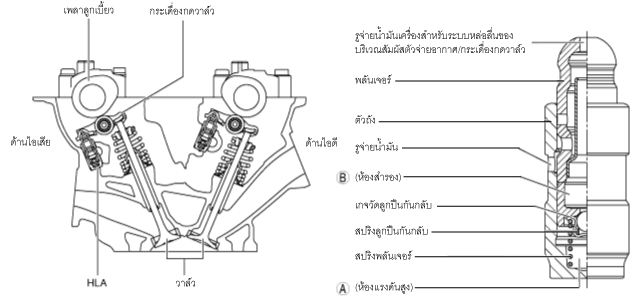 เพลาลูกเบี้ยว
กระเดื่องกดวาล์ว
ด้านไอเสีย
ด้านไอดี
HLA
วาล์ว
รูจ่ายน้ำมันเครื่องสำหรับระบบหล่อลื่นของ
บริเวณสัมผัสตัวจ่ายอากาศ/กระเดื่องกดวาล์ว
พลันเจอร์
ตัวถัง
รูจ่ายน้ำมัน
B (ห้องสำรอง)
เกจวัดลูกปืนกันกลับ
สปริงลูกปืนกันกลับ
สปริงพลันเจอร์
A (ห้องแรงดันสูง)